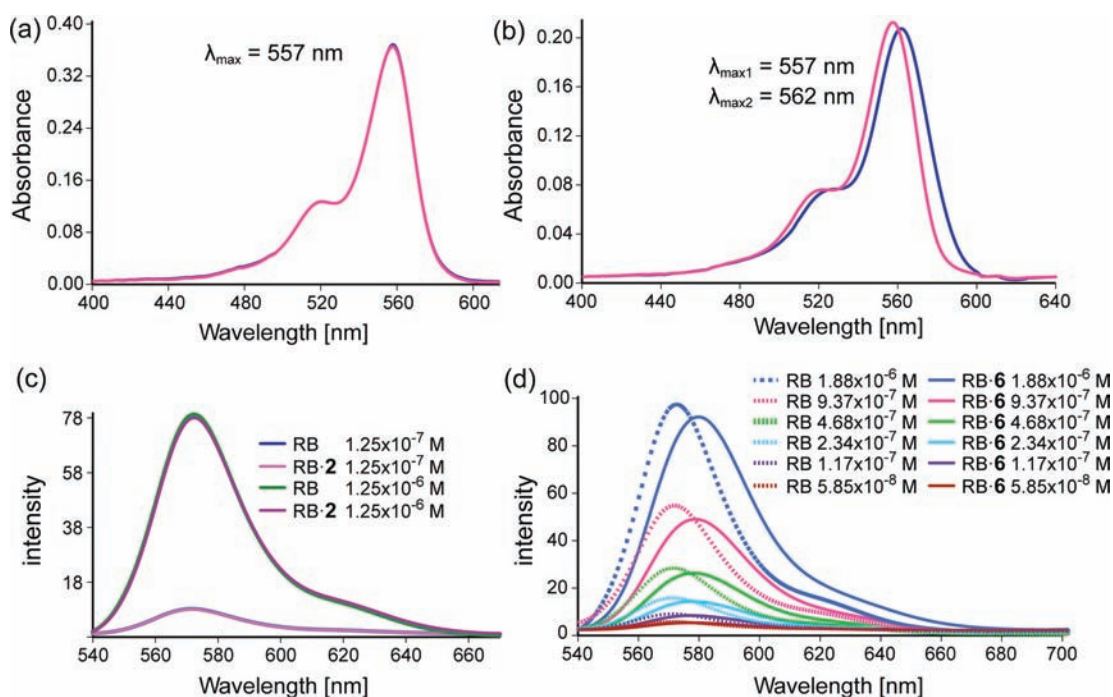 (a)
λmax = 557 nm
Absorbance
0.40
0.32
0.24
0.16
0.08
0.00
400 440 480 520 560 600
Wavelength [nm]
(b)
λmax1 = 557 nm
λmax2 = 562 nm
Absorbance
0.20
0.16
0.12
0.08
0.04
0.00
400 440 480 520 560 600 640
Wavelength [nm]
(c)
intensity
78
58
38
18
RB 1.25x10⁻⁷ M
RB·2 1.25x10⁻⁷ M
RB 1.25x10⁻⁶ M
RB·2 1.25x10⁻⁶ M
540 560 580 600 620 640 660
Wavelength [nm]
(d)
RB 1.88x10⁻⁶ M RB·6 1.88x10⁻⁶ M
RB 9.37x10⁻⁷ M RB·6 9.37x10⁻⁷ M
RB 4.68x10⁻⁷ M RB·6 4.68x10⁻⁷ M
RB 2.34x10⁻⁷ M RB·6 2.34x10⁻⁷ M
RB 1.17x10⁻⁷ M RB·6 1.17x10⁻⁷ M
RB 5.85x10⁻⁸ M RB·6 5.85x10⁻⁸ M
intensity
100
80
60
40
20
0
540 560 580 600 620 640 660 680 700
Wavelength [nm]